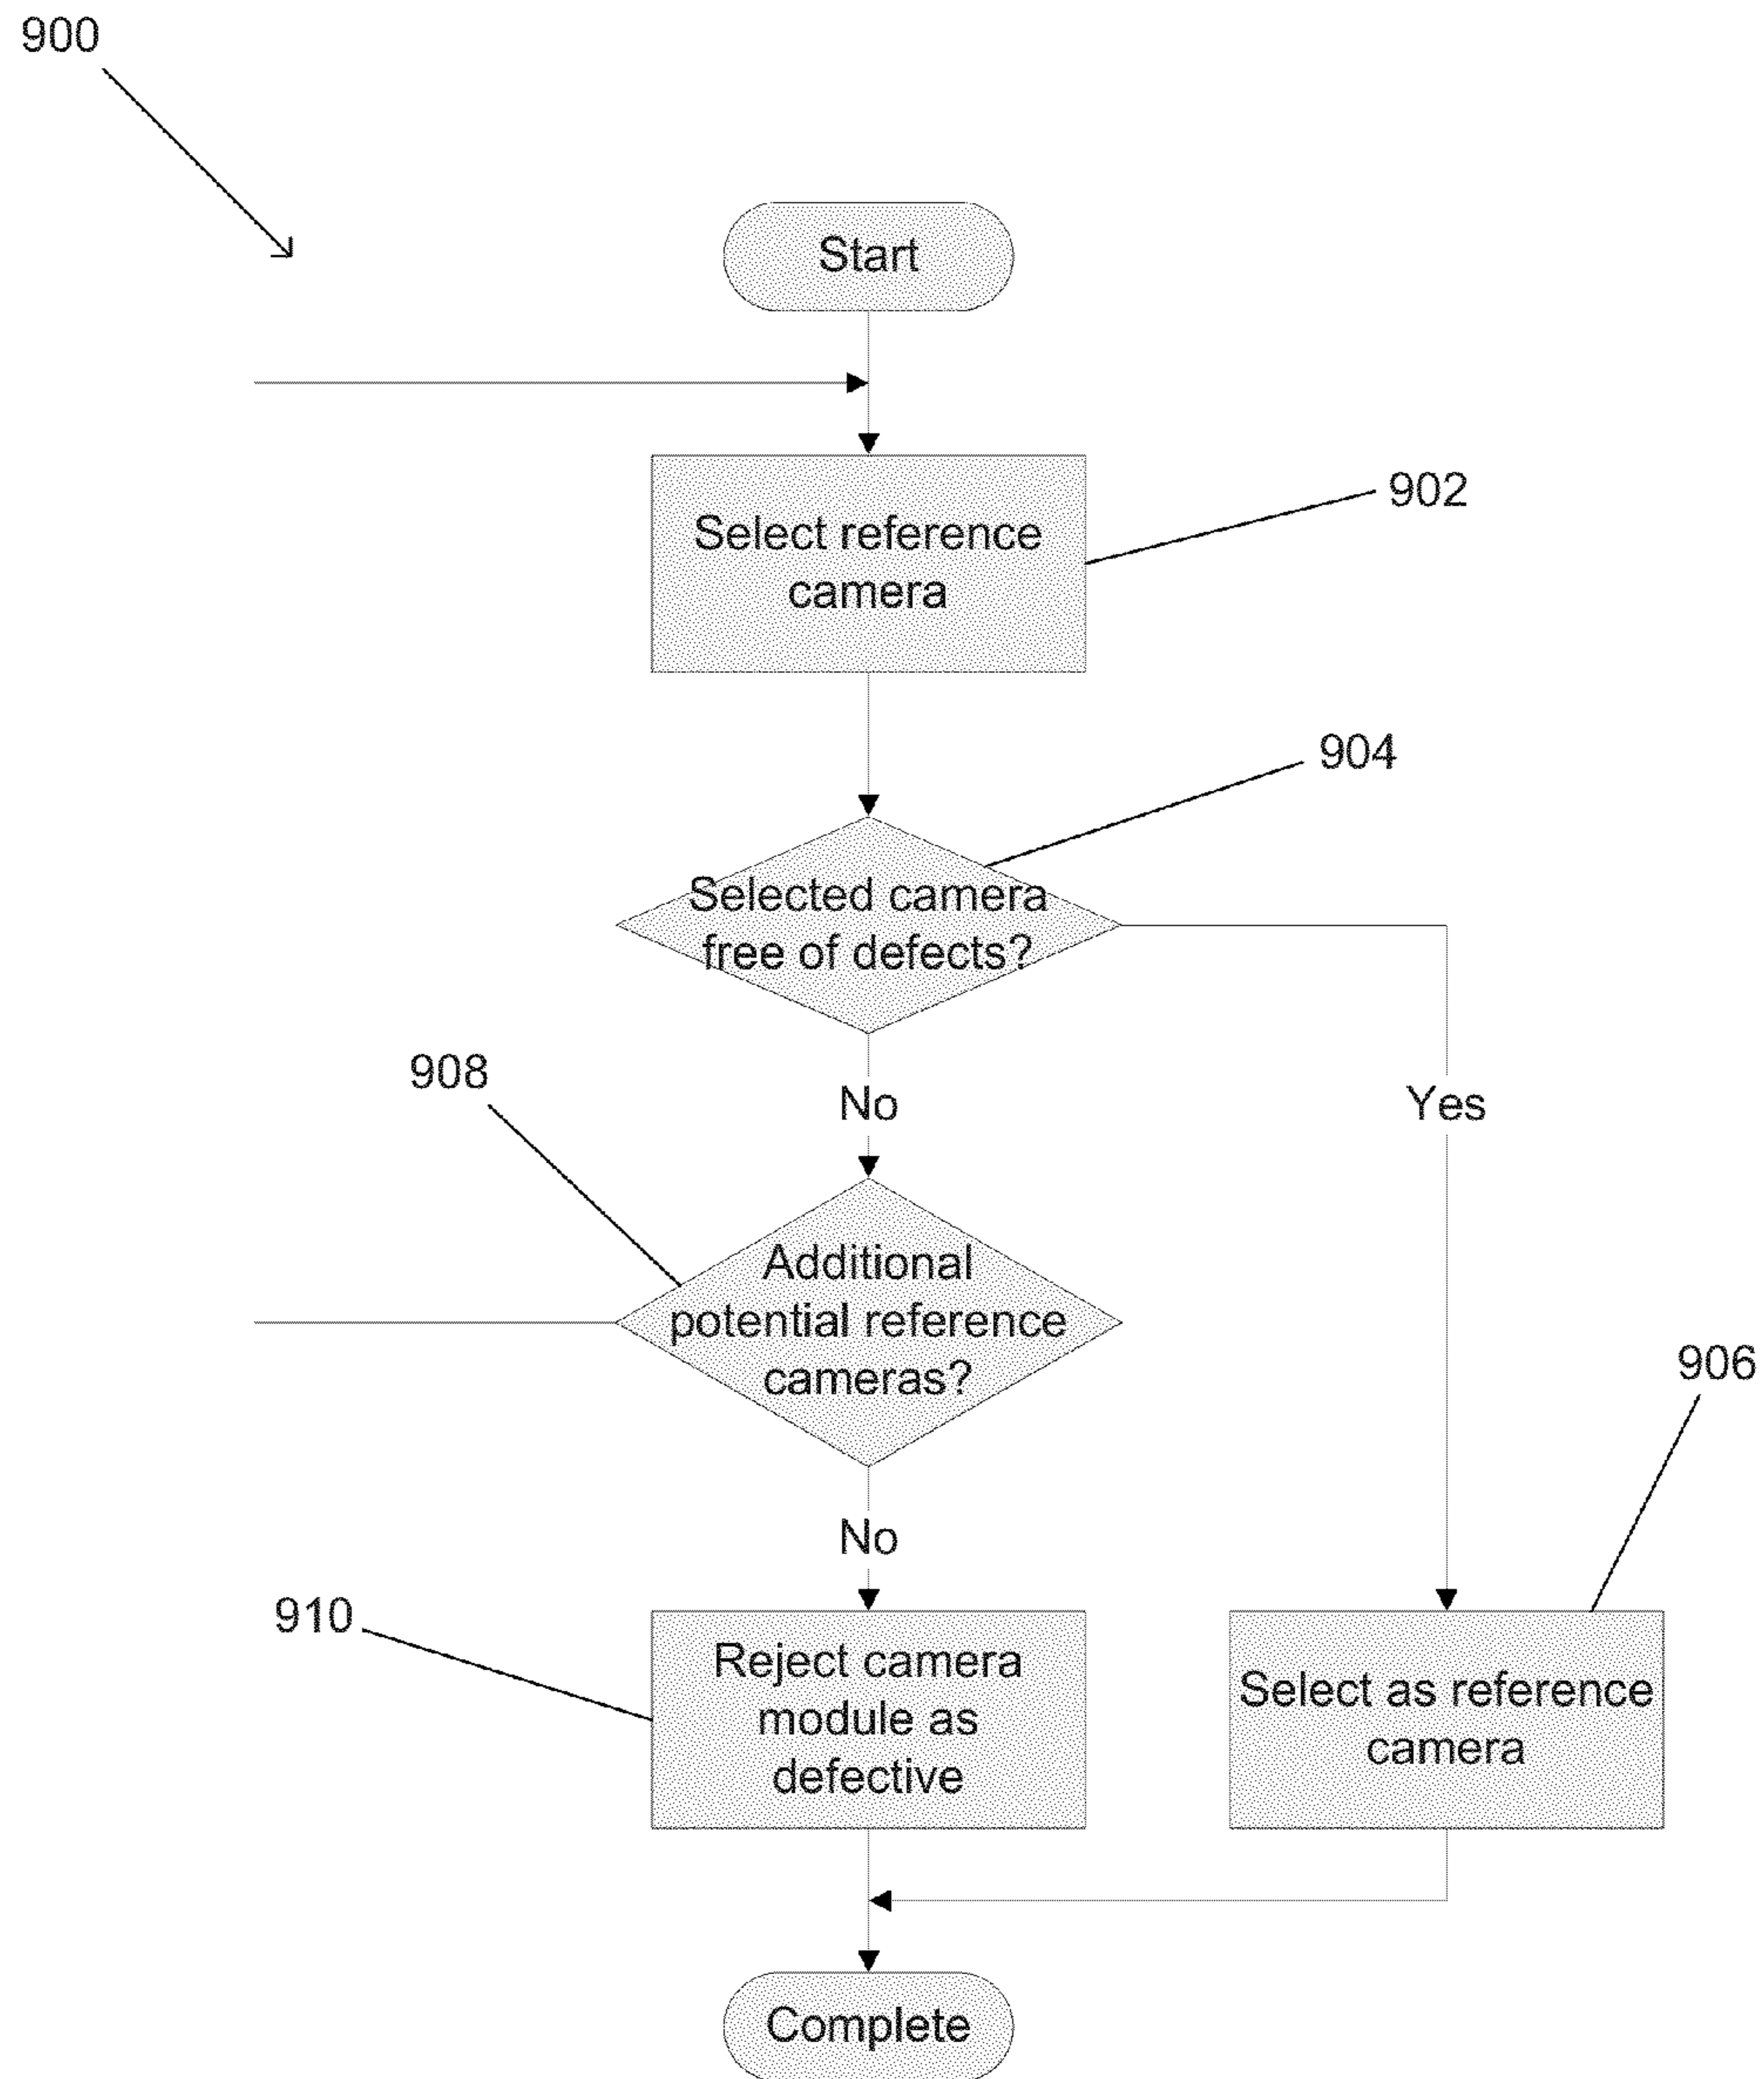 900
Start
Select reference
camera
902
904
Selected camera
free of defects?
908
No
Yes
Additional
potential reference
cameras?
906
No
910
Reject camera
module as
defective
Select as reference
camera
Complete